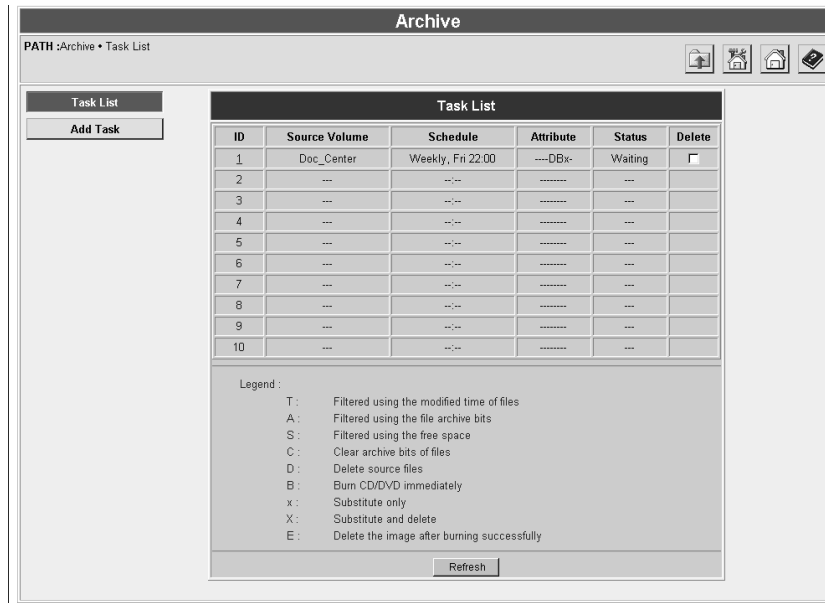 Archive
PATH :Archive • Task List
Task List
Add Task
Task List
ID Source Volume Schedule Attribute Status Delete
1 Doc_Center Weekly, Fri 22:00 ----DBx- Waiting
2 --- --:-- -------- ---
3 --- --:-- -------- ---
4 --- --:-- -------- ---
5 --- --:-- -------- ---
6 --- --:-- -------- ---
7 --- --:-- -------- ---
8 --- --:-- -------- ---
9 --- --:-- -------- ---
10 --- --:-- -------- ---
Legend :
T : Filtered using the modified time of files
A : Filtered using the file archive bits
S : Filtered using the free space
C : Clear archive bits of files
D : Delete source files
B : Burn CD/DVD immediately
x : Substitute only
X : Substitute and delete
E : Delete the image after burning successfully
Refresh